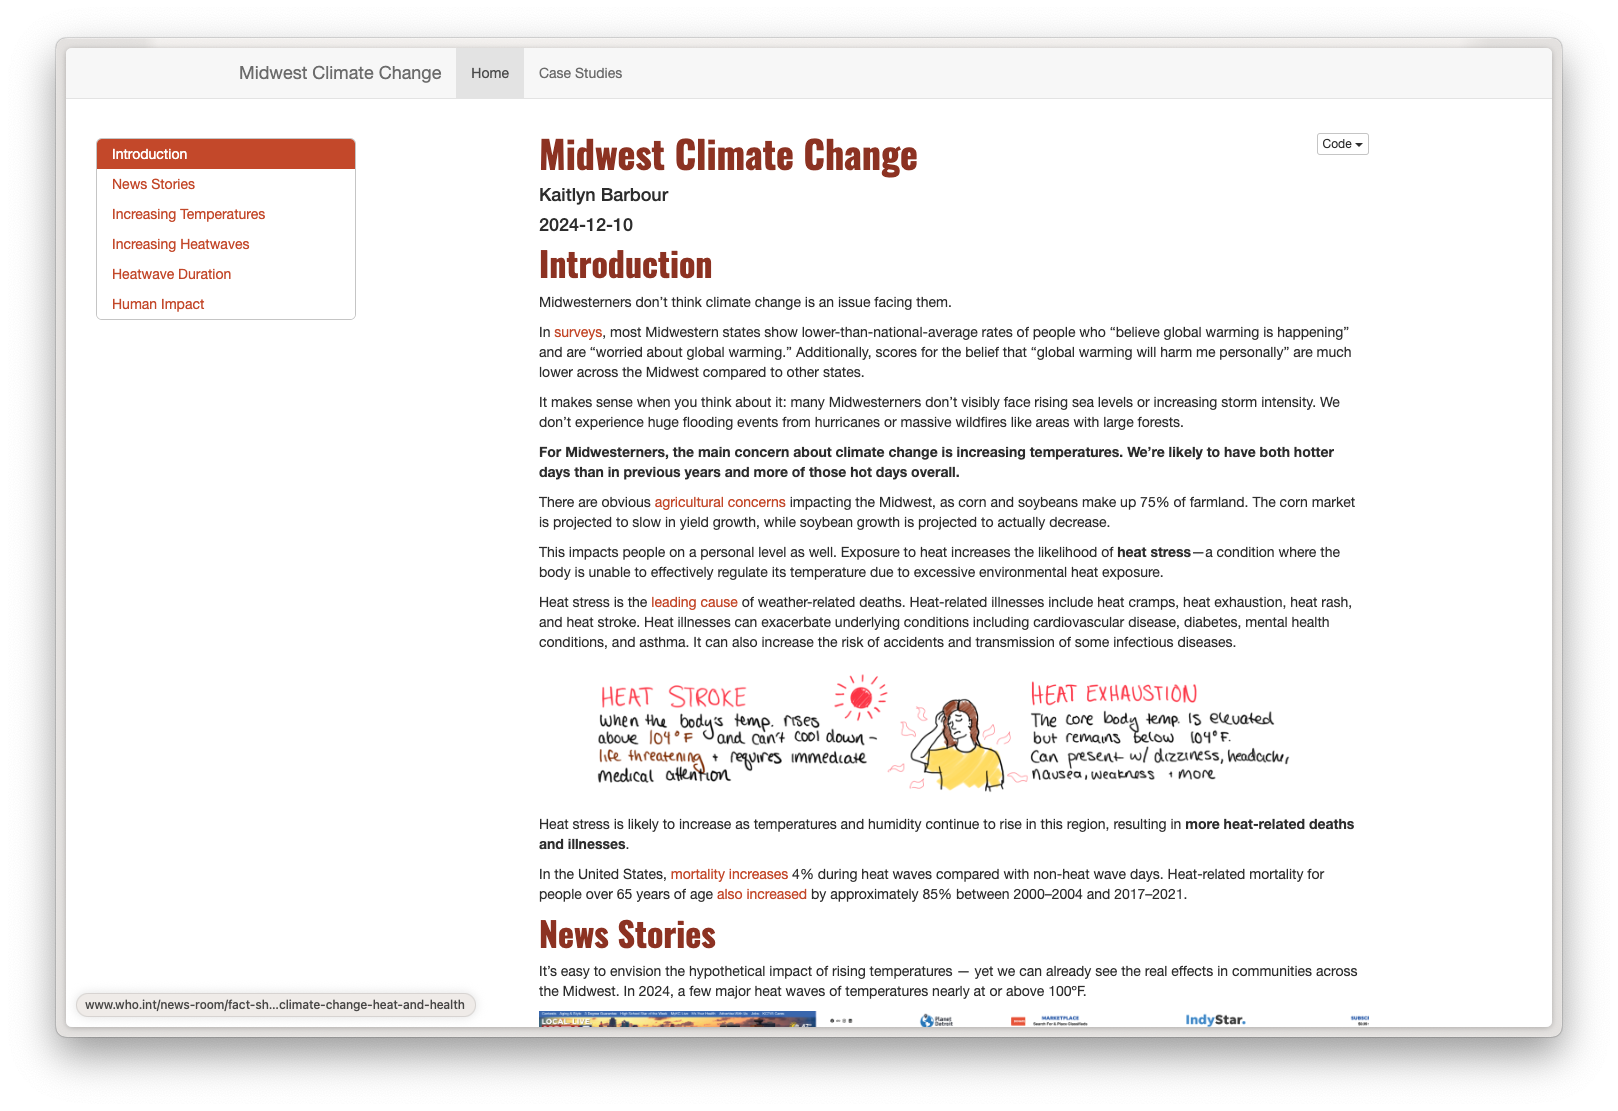 Midwest Climate Change
Home
Case Studies
Introduction
News Stories
Increasing Temperatures
Increasing Heatwaves
Heatwave Duration
Human Impact
Code
Midwest Climate Change
Kaitlyn Barbour
2024-12-10
Introduction
Midwesterners don’t think climate change is an issue facing them.
In surveys, most Midwestern states show lower-than-national-average rates of people who “believe global warming is happening”
and are “worried about global warming.” Additionally, scores for the belief that “global warming will harm me personally” are much
lower across the Midwest compared to other states.
It makes sense when you think about it: many Midwesterners don’t visibly face rising sea levels or increasing storm intensity. We
don’t experience huge flooding events from hurricanes or massive wildfires like areas with large forests.
For Midwesterners, the main concern about climate change is increasing temperatures. We’re likely to have both hotter
days than in previous years and more of those hot days overall.
There are obvious agricultural concerns impacting the Midwest, as corn and soybeans make up 75% of farmland. The corn market
is projected to slow in yield growth, while soybean growth is projected to actually decrease.
This impacts people on a personal level as well. Exposure to heat increases the likelihood of heat stress—a condition where the
body is unable to effectively regulate its temperature due to excessive environmental heat exposure.
Heat stress is the leading cause of weather-related deaths. Heat-related illnesses include heat cramps, heat exhaustion, heat rash,
and heat stroke. Heat illnesses can exacerbate underlying conditions including cardiovascular disease, diabetes, mental health
conditions, and asthma. It can also increase the risk of accidents and transmission of some infectious diseases.
HEAT STROKE
When the body's temp. rises
above 104°F and can't cool down -
life threatening + requires immediate
medical attention
HEAT EXHAUSTION
The core body temp. is elevated
but remains below 104°F.
Can present w/ dizziness, headache,
nausea, weakness + more
Heat stress is likely to increase as temperatures and humidity continue to rise in this region, resulting in more heat-related deaths
and illnesses.
In the United States, mortality increases 4% during heat waves compared with non-heat wave days. Heat-related mortality for
people over 65 years of age also increased by approximately 85% between 2000–2004 and 2017–2021.
News Stories
It’s easy to envision the hypothetical impact of rising temperatures — yet we can already see the real effects in communities across
the Midwest. In 2024, a few major heat waves of temperatures nearly at or above 100ºF.
LOCAL-LIVE
Planet
Detroit
MARKETPLACE
Search For & Place Classifieds
IndyStar.
SUBSC
www.who.int/news-room/fact-sh...climate-change-heat-and-health